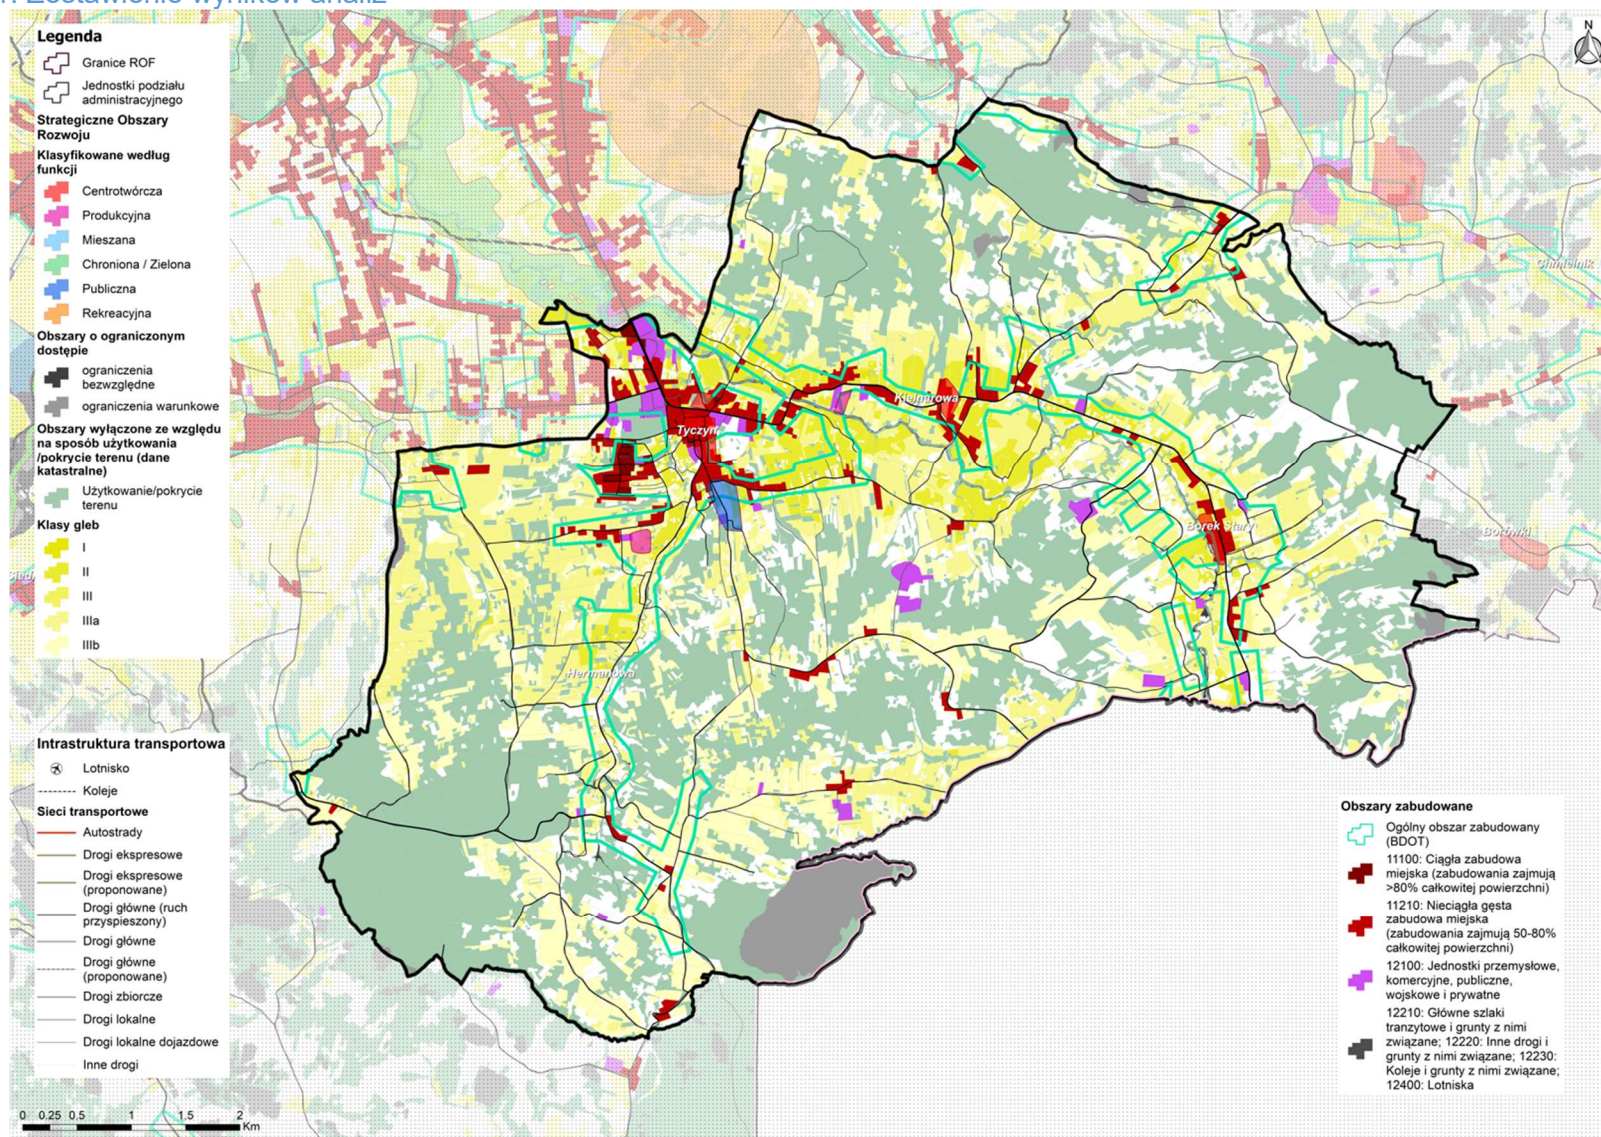 Zestawienie wyników analiz
Legenda
Granice ROF
Jednostki podziału
administracyjnego
Strategiczne Obszary
Rozwoju
Klasyfikowane według
funkcji
Centrotwórcza
Produkcyjna
Mieszana
Chroniona / Zielona
Publiczna
Rekreacyjna
Obszary o ograniczonym
dostępie
ograniczenia
bezwzględne
ograniczenia warunkowe
Obszary wyłączone ze względu
na sposób użytkowania
/pokrycie terenu (dane
katastralne)
Użytkowanie/pokrycie
terenu
Klasy gleb
I
II
III
IIIa
IIIb
Intrastruktura transportowa
Lotnisko
Koleje
Sieci transportowe
Autostrady
Drogi ekspresowe
Drogi ekspresowe
(proponowane)
Drogi główne (ruch
przyspieszony)
Drogi główne
Drogi główne
(proponowane)
Drogi zbiorcze
Drogi lokalne
Drogi lokalne dojazdowe
Inne drogi
0 0.25 0.5 1 1.5 2
Km
N
Chmielnik
Kielnarowa
Tyczyn
Borek Stary
Borówki
Hermanowa
Obszary zabudowane
Ogólny obszar zabudowany
(BDOT)
11100: Ciągła zabudowa
miejska (zabudowania zajmują
>80% całkowitej powierzchni)
11210: Nieciągła gęsta
zabudowa miejska
(zabudowania zajmują 50-80%
całkowitej powierzchni)
12100: Jednostki przemysłowe,
komercyjne, publiczne,
wojskowe i prywatne
12210: Główne szlaki
tranzytowe i grunty z nimi
związane; 12220: Inne drogi i
grunty z nimi związane; 12230:
Koleje i grunty z nimi związane;
12400: Lotniska